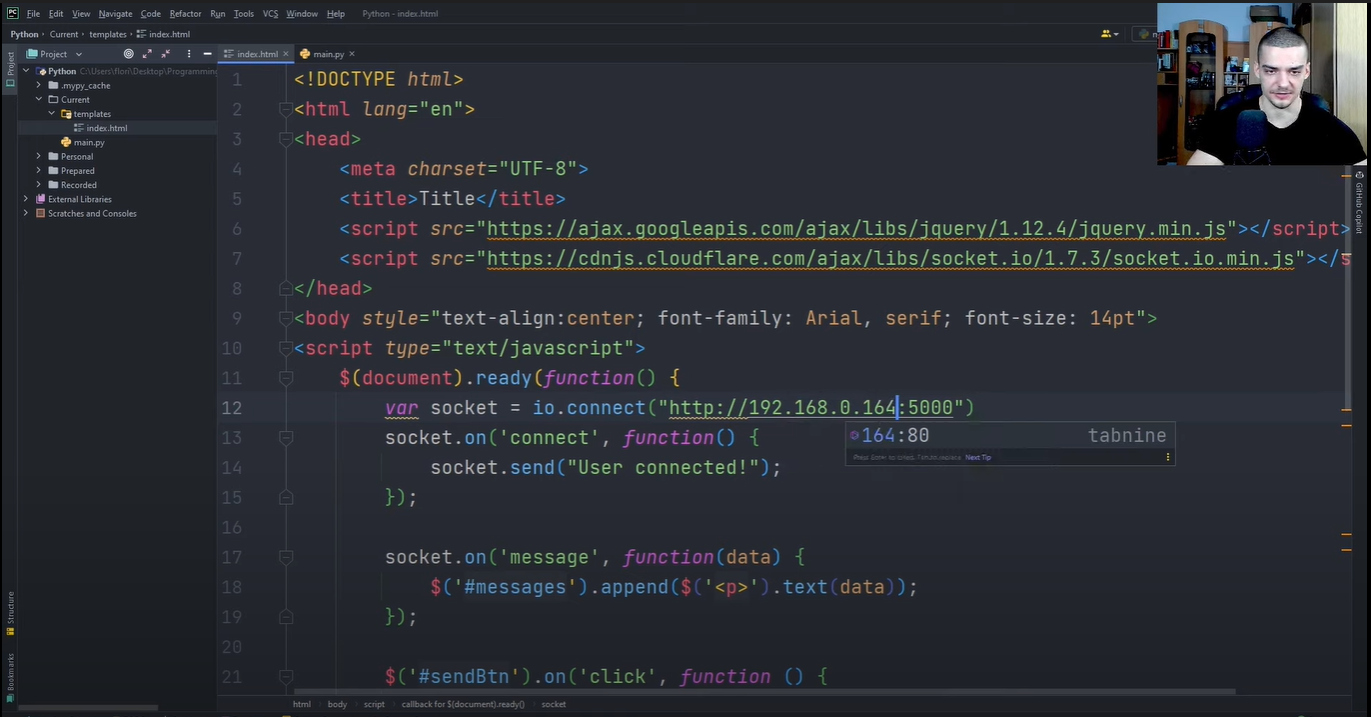 PC File Edit View Navigate Code Refactor Run Tools VCS Window Help Python - index.html
Python Current templates index.html
Project index.html main.py
Project
Python C:\Users\flori\Desktop\Programming
.mypy_cache
Current
templates
index.html
main.py
Personal
Prepared
Recorded
External Libraries
Scratches and Consoles
Structure
Bookmarks
GitHub Copilot
1 <!DOCTYPE html>
2 <html lang="en">
3 <head>
4 <meta charset="UTF-8">
5 <title>Title</title>
6 <script src="https://ajax.googleapis.com/ajax/libs/jquery/1.12.4/jquery.min.js"></script>
7 <script src="https://cdnjs.cloudflare.com/ajax/libs/socket.io/1.7.3/socket.io.min.js"></s
8 </head>
9 <body style="text-align:center; font-family: Arial, serif; font-size: 14pt">
10 <script type="text/javascript">
11 $(document).ready(function() {
12 var socket = io.connect("http://192.168.0.164:5000")
13 socket.on('connect', function() {
164:80 tabnine
Next Tip
14 socket.send("User connected!");
15 });
16
17 socket.on('message', function(data) {
18 $('#messages').append($('<p>').text(data));
19 });
20
21 $('#sendBtn').on('click', function () {
html body script callback for $(document).ready() socket